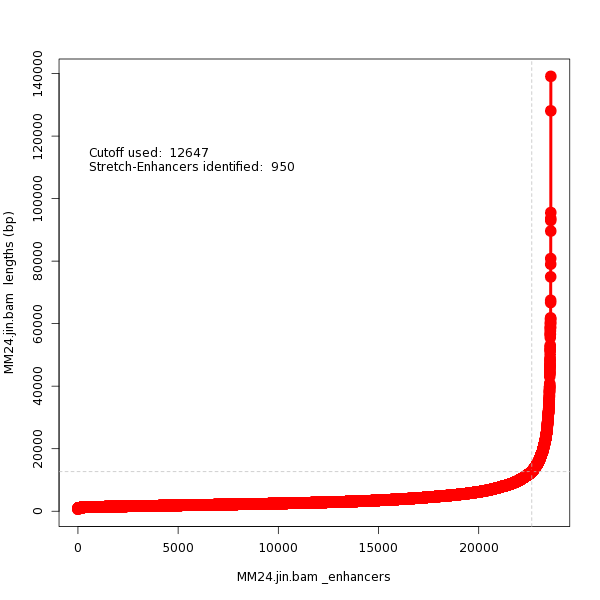 140000
120000
100000
80000
60000
40000
20000
0
Cutoff used:  12647
Stretch-Enhancers identified:  950
MM24.jin.bam  lengths (bp)
0 5000 10000 15000 20000
MM24.jin.bam _enhancers